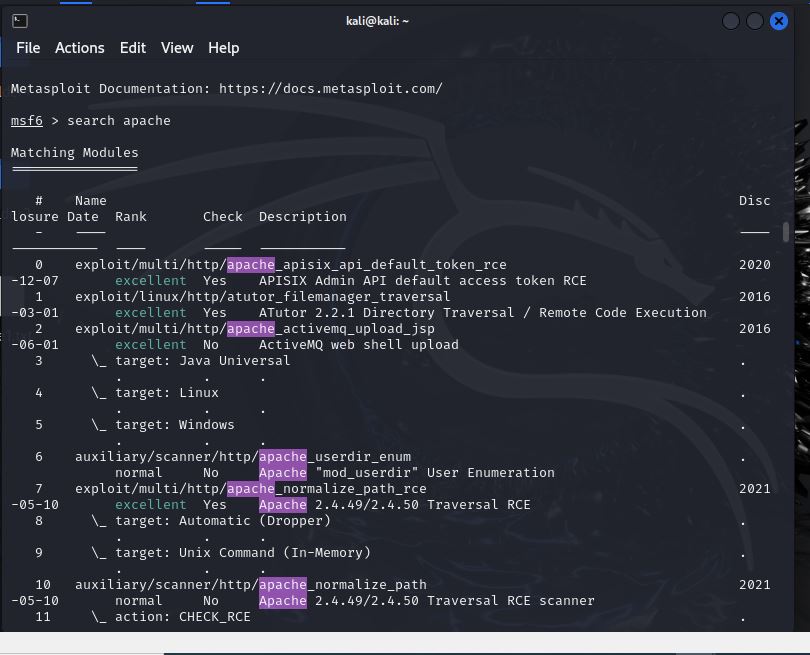 kali@kali: ~
File Actions Edit View Help
Metasploit Documentation: https://docs.metasploit.com/
msf6 > search apache
Matching Modules
================
# Name Disc
losure Date Rank Check Description
- ---- ----
----------- ---- ----- -----------
0 exploit/multi/http/apache_apisix_api_default_token_rce 2020
-12-07 excellent Yes APISIX Admin API default access token RCE
1 exploit/linux/http/atutor_filemanager_traversal 2016
-03-01 excellent Yes ATutor 2.2.1 Directory Traversal / Remote Code Execution
2 exploit/multi/http/apache_activemq_upload_jsp 2016
-06-01 excellent No ActiveMQ web shell upload
3 \_ target: Java Universal .
. . .
4 \_ target: Linux .
. . .
5 \_ target: Windows .
. . .
6 auxiliary/scanner/http/apache_userdir_enum .
normal No Apache "mod_userdir" User Enumeration
7 exploit/multi/http/apache_normalize_path_rce 2021
-05-10 excellent Yes Apache 2.4.49/2.4.50 Traversal RCE
8 \_ target: Automatic (Dropper) .
. . .
9 \_ target: Unix Command (In-Memory) .
. . .
10 auxiliary/scanner/http/apache_normalize_path 2021
-05-10 normal No Apache 2.4.49/2.4.50 Traversal RCE scanner
11 \_ action: CHECK_RCE .